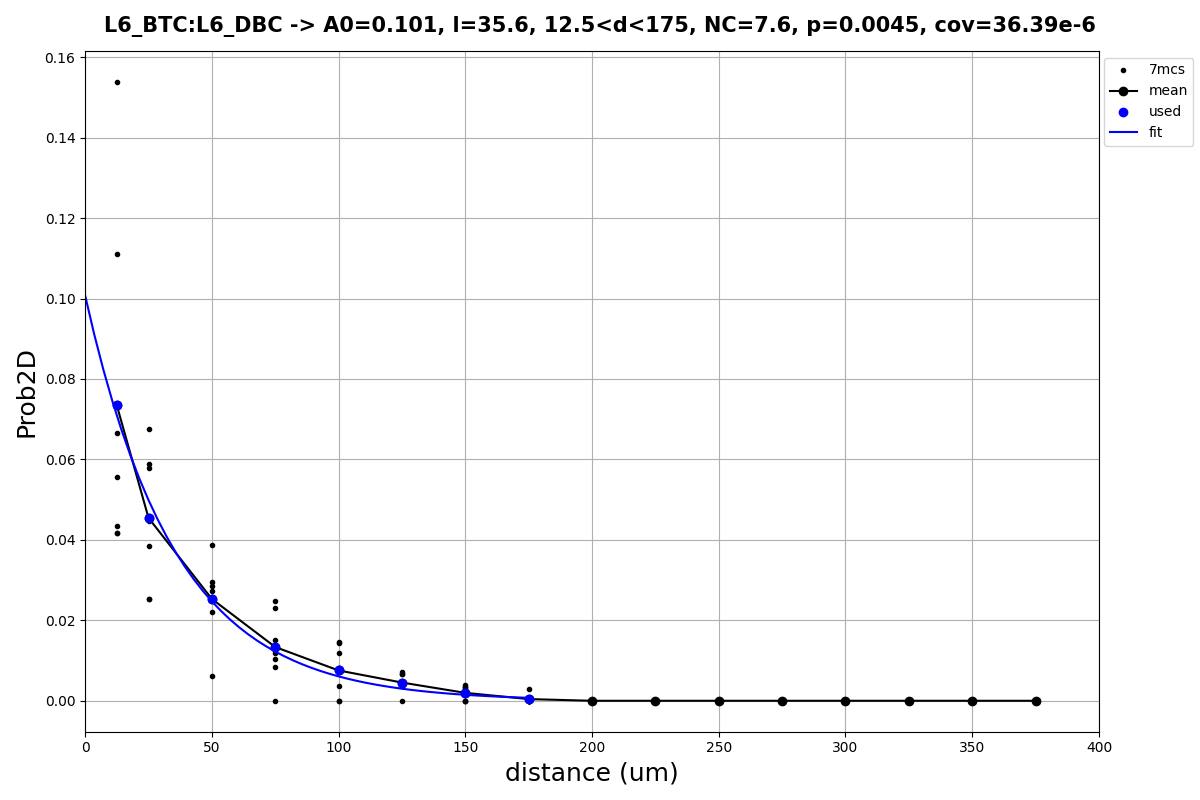 L6_BTC:L6_DBC -> A0=0.101, l=35.6, 12.5<d<175, NC=7.6, p=0.0045, cov=36.39e-6
0.16
0.14
0.12
0.10
0.08
0.06
0.04
0.02
0.00
Prob2D
0 50 100 150 200 250 300 350 400
distance (um)
7mcs
mean
used
fit